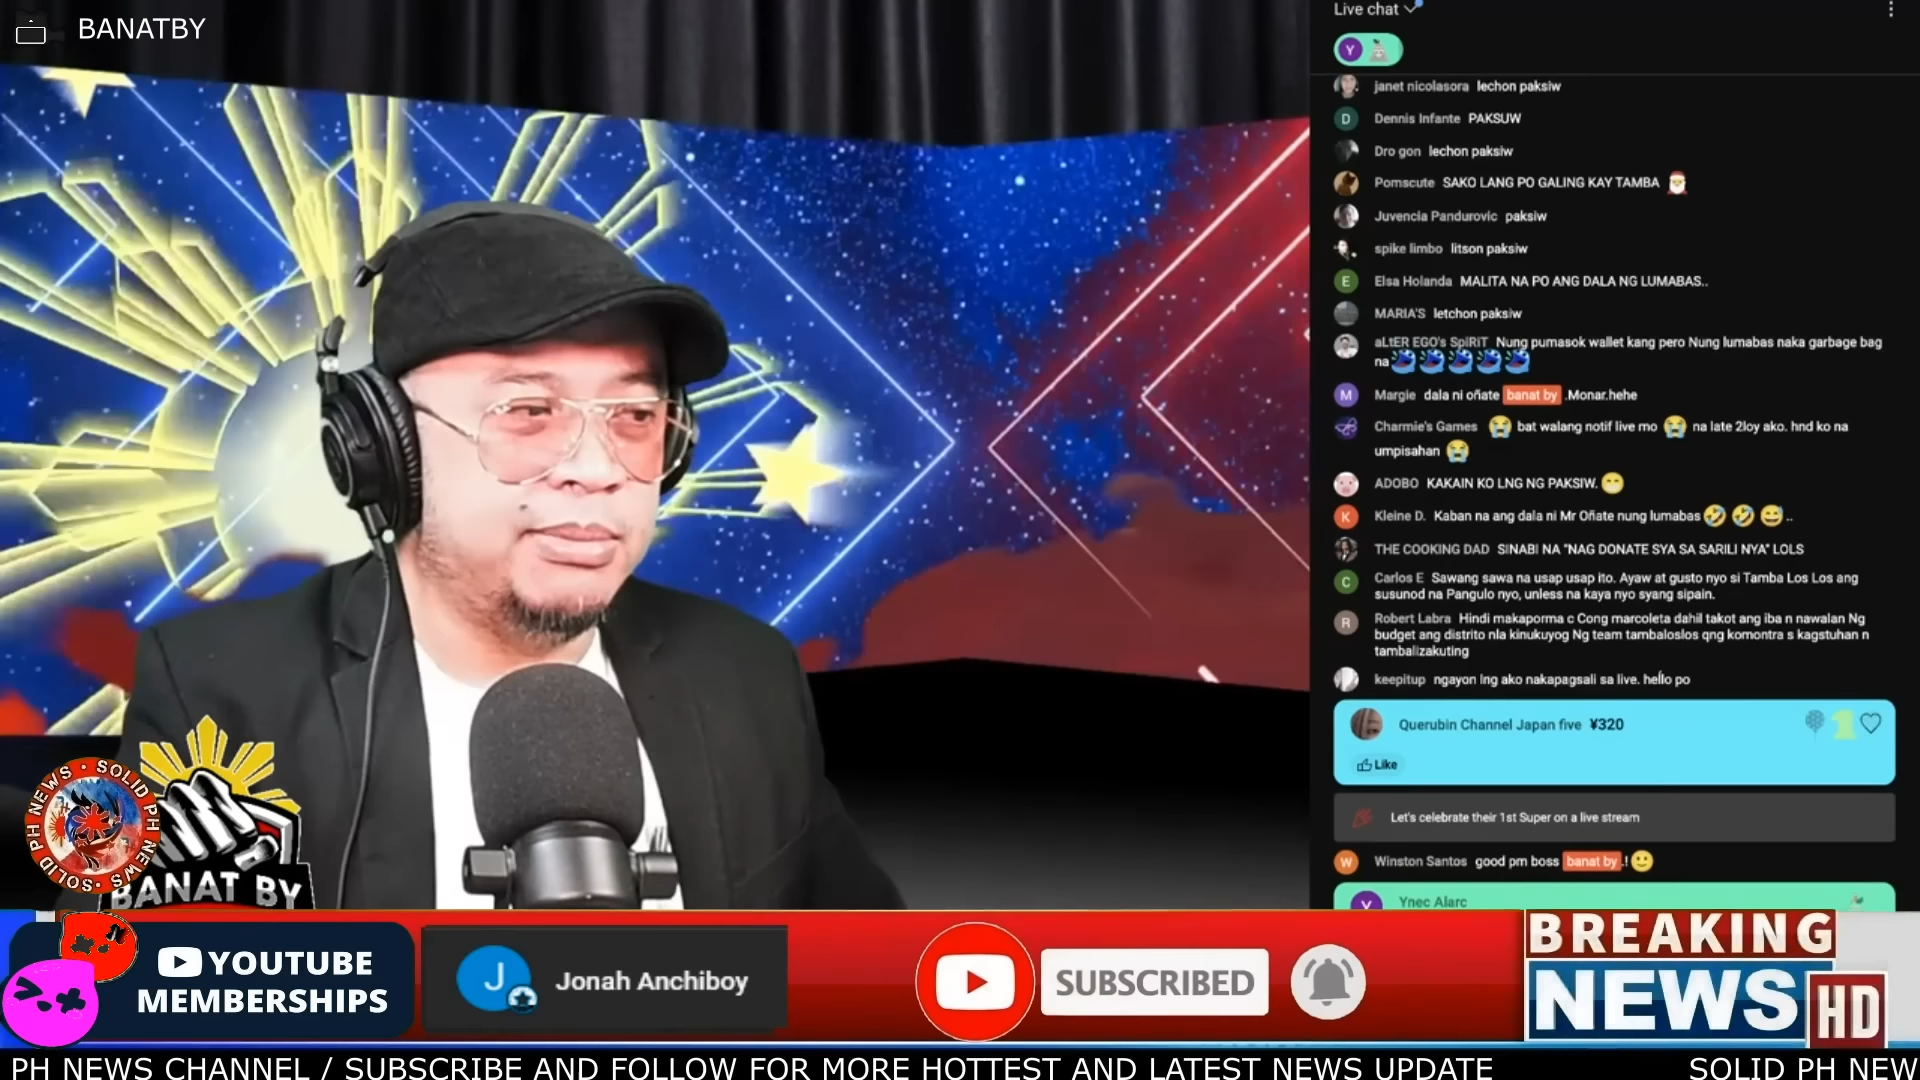 BANATBY
Live chat
Y
janet nicolasora lechon paksiw
D Dennis Infante PAKSUW
Dro gon lechon paksiw
Pomscute SAKO LANG PO GALING KAY TAMBA
Juvencia Pandurovic paksiw
spike limbo litson paksiw
E Elsa Holanda MALITA NA PO ANG DALA NG LUMABAS..
MARIA'S letchon paksiw
aLtER EGO's SpiRiT Nung pumasok wallet kang pero Nung lumabas naka garbage bag
na
M Margie dala ni oñate banat by .Monar.hehe
Charmie's Games bat walang notif live mo na late 2loy ako. hnd ko na
umpisahan
ADOBO KAKAIN KO LNG NG PAKSIW.
K Kleine D. Kaban na ang dala ni Mr Oñate nung lumabas ..
THE COOKING DAD SINABI NA "NAG DONATE SYA SA SARILI NYA" LOLS
C Carlos E Sawang sawa na usap usap ito. Ayaw at gusto nyo si Tamba Los Los ang
susunod na Pangulo nyo, unless na kaya nyo syang sipain.
R Robert Labra Hindi makaporma c Cong marcoleta dahil takot ang iba n nawalan Ng
budget ang distrito nla kinukuyog Ng team tambaloslos qng komontra s kagstuhan n
tambalizakuting
keepitup ngayon lng ako nakapagsali sa live. hello po
Querubin Channel Japan five ¥320
Like
Let's celebrate their 1st Super on a live stream
W Winston Santos good pm boss banat by .!
Y Ynec Alarc
SOLID PH NEWS • SOLID PH NEWS • SOLID
BANAT BY
YOUTUBE
MEMBERSHIPS
J Jonah Anchiboy
SUBSCRIBED
BREAKING
NEWS HD
PH NEWS CHANNEL / SUBSCRIBE AND FOLLOW FOR MORE HOTTEST AND LATEST NEWS UPDATE SOLID PH NEW